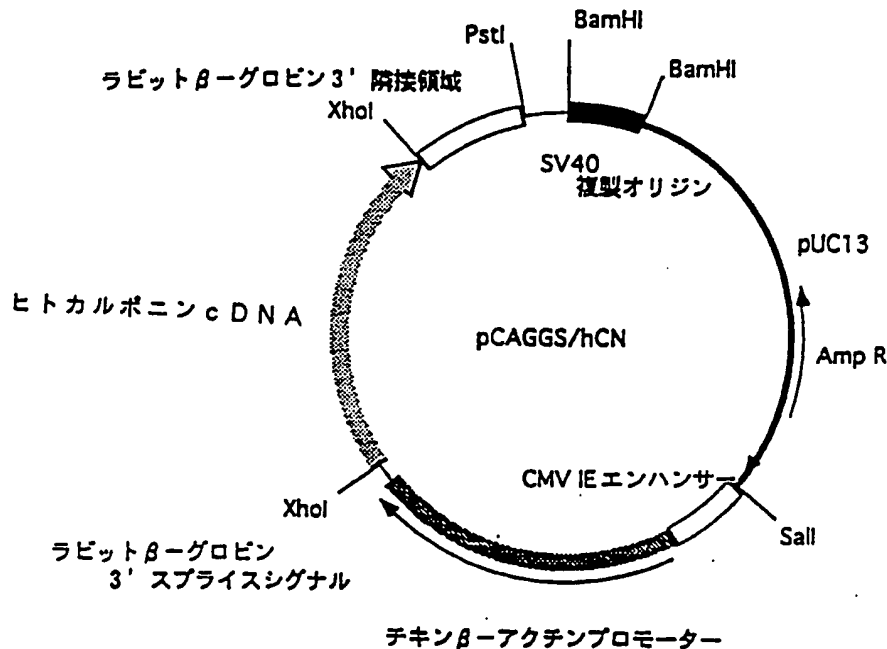 BamHI
PstI
BamHI
ラビットβーグロビン3' 隣接領域
XhoI
SV40
複製オリジン
pUC13
ヒトカルポニンcDNA
pCAGGS/hCN
Amp R
CMV IEエンハンサー
XhoI
SalI
ラビットβーグロビン
3' スプライスシグナル
チキンβーアクチンプロモーター